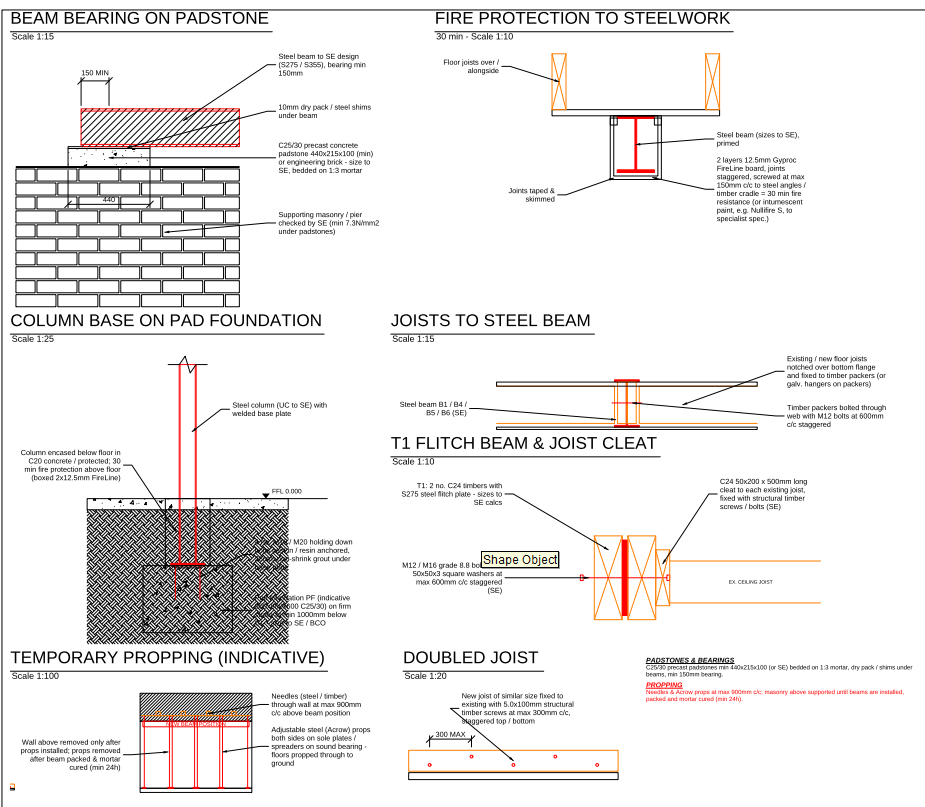 BEAM BEARING ON PADSTONE
Scale 1:15
150 MIN
Steel beam to SE design
(S275 / S355), bearing min
150mm
10mm dry pack / steel shims
under beam
C25/30 precast concrete
padstone 440x215x100 (min)
or engineering brick - size to
SE, bedded on 1:3 mortar
440
Supporting masonry / pier
checked by SE (min 7.3N/mm2
under padstones)
FIRE PROTECTION TO STEELWORK
30 min - Scale 1:10
Floor joists over /
alongside
Steel beam (sizes to SE),
primed
2 layers 12.5mm Gyproc
FireLine board, joints
staggered, screwed at max
150mm c/c to steel angles /
timber cradle = 30 min fire
resistance (or intumescent
paint, e.g. Nullifire S, to
specialist spec.)
Joists taped &
skimmed
COLUMN BASE ON PAD FOUNDATION
Scale 1:25
Steel column (UC to SE) with
welded base plate
Column encased below floor in
C20 concrete / protected; 30
min fire protection above floor
(boxed 2x12.5mm FireLine)
FFL 0.000
/ M20 holding down
/ resin anchored,
grout under
PF (indicative
C25/30) on firm
min 1000mm below
SE / BCO
JOISTS TO STEEL BEAM
Scale 1:15
Existing / new floor joists
notched over bottom flange
and fixed to timber packers (or
galv. hangers on packers)
Steel beam B1 / B4 /
B5 / B6 (SE)
Timber packers bolted through
web with M12 bolts at 600mm
c/c staggered
T1 FLITCH BEAM & JOIST CLEAT
Scale 1:10
T1: 2 no. C24 timbers with
S275 steel flitch plate - sizes to
SE calcs
C24 50x200 x 500mm long
cleat to each existing joist,
fixed with structural timber
screws / bolts (SE)
Shape Object
M12 / M16 grade 8.8
50x50x3 square washers at
max 600mm c/c staggered
(SE)
EX. CEILING JOIST
TEMPORARY PROPPING (INDICATIVE)
Scale 1:100
Needles (steel / timber)
through wall at max 900mm
c/c above beam position
Adjustable steel (Acrow) props
both sides on sole plates /
spreaders on sound bearing -
floors propped through to
ground
Wall above removed only after
props installed; props removed
after beam packed & mortar
cured (min 24h)
DOUBLED JOIST
Scale 1:20
New joist of similar size fixed to
existing with 5.0x100mm structural
timber screws at max 300mm c/c,
staggered top / bottom
300 MAX
PADSTONES & BEARINGS
C25/30 precast padstones min 440x215x100 (or SE) bedded on 1:3 mortar, dry pack / shims under
beams, min 150mm bearing.
PROPPING
Needles & Acrow props at max 900mm c/c; masonry above supported until beams are installed,
packed and mortar cured (min 24h).